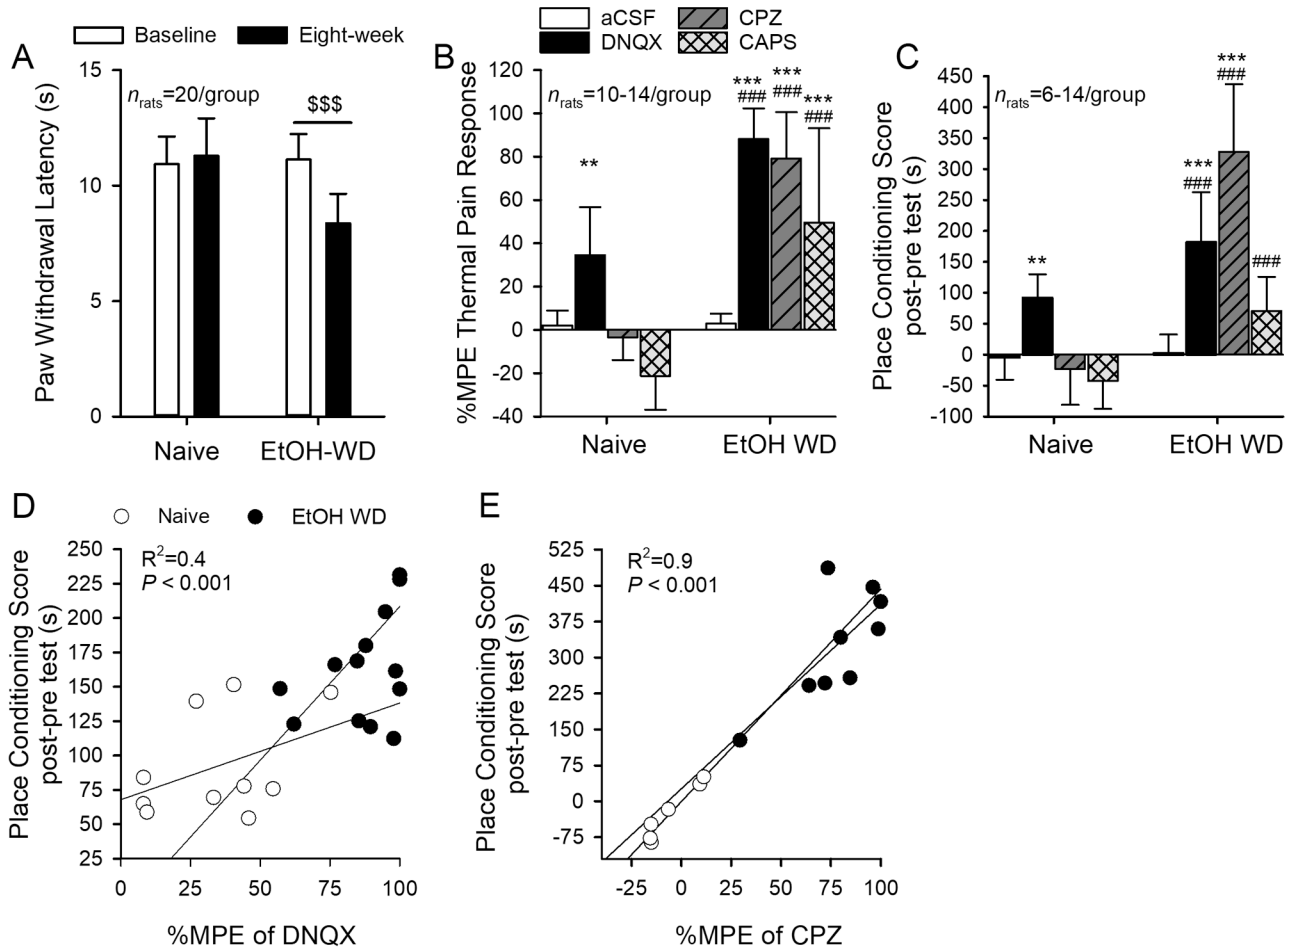 A
Baseline Eight-week
Paw Withdrawal Latency (s)
15
10
5
0
n rats=20/group
$$$
Naive EtOH-WD
B
aCSF CPZ
DNQX CAPS
%MPE Thermal Pain Response
120
100
80
60
40
20
0
-20
-40
n rats=10-14/group
**
***
###
***
###
***
###
Naive EtOH WD
C
Place Conditioning Score
post-pre test (s)
450
400
350
300
250
200
150
100
50
0
-50
-100
n rats=6-14/group
**
***
###
***
###
###
Naive EtOH WD
D
Naive EtOH WD
Place Conditioning Score
post-pre test (s)
250
225
200
175
150
125
100
75
50
25
R²=0.4
P < 0.001
0 25 50 75 100
%MPE of DNQX
E
Place Conditioning Score
post-pre test (s)
525
450
375
300
225
150
75
0
-75
R²=0.9
P < 0.001
-25 0 25 50 75 100
%MPE of CPZ